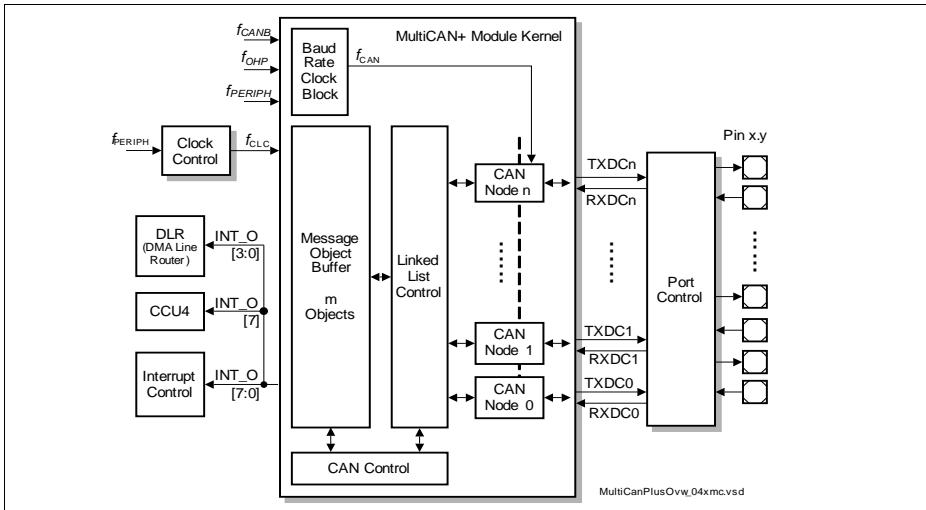 MultiCAN+ Module Kernel
fCANB
fOHP
fPERIPH
Baud
Rate
Clock
Block
fCAN
fPERIPH
Clock
Control
fCLC
DLR
(DMA Line
Router)
INT_O
[3:0]
CCU4
INT_O
[7]
Interrupt
Control
INT_O
[7:0]
Message
Object
Buffer
m
Objects
Linked
List
Control
CAN Control
CAN
Node n
CAN
Node 1
CAN
Node 0
TXDCn
RXDCn
TXDC1
RXDC1
TXDC0
RXDC0
Port
Control
Pin x.y
MultiCanPlusOvw_04xmc.vsd